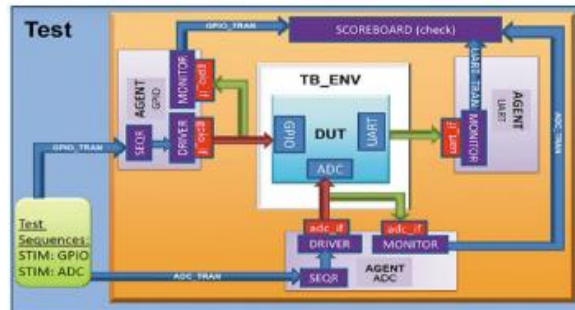 Test
GPIO_TRAN
SCOREBOARD (check)
MONITOR
gpio_if
AGENT
GPIO
TB_ENV
UART_TRAN
AGENT
UART
ADC_TRAN
GPIO
DUT
UART
uart_if
MONITOR
GPIO_TRAN
SEQR
DRIVER
gpio_if
ADC
Test
Sequences:
STIM: GPIO
STIM: ADC
adc_if
adc_if
DRIVER
MONITOR
ADC_TRAN
SEQR
AGENT
ADC